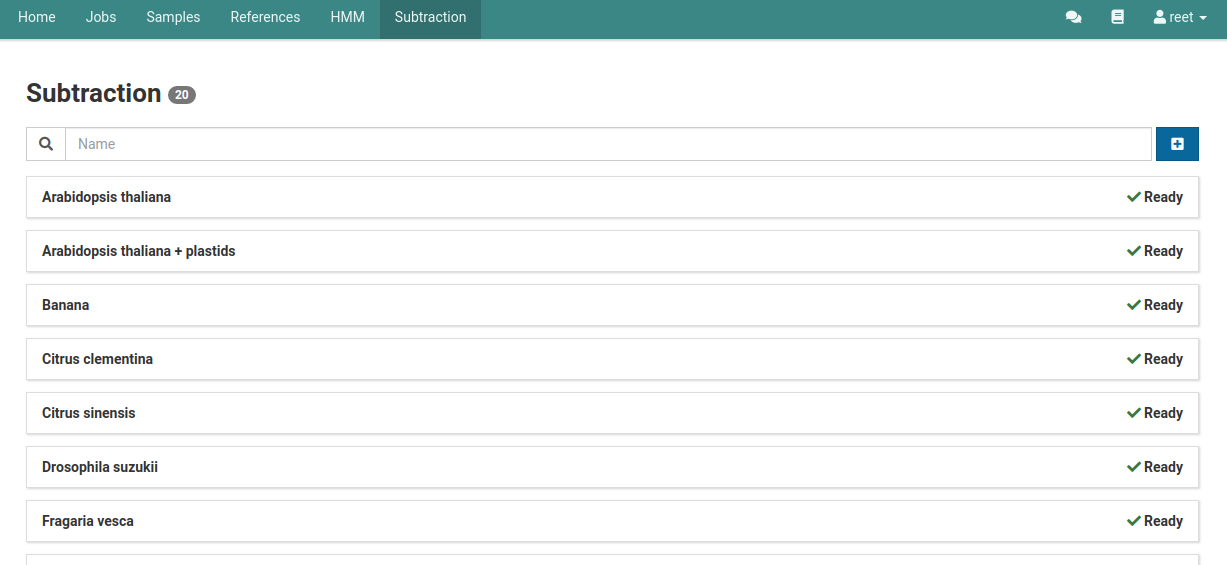 Home Jobs Samples References HMM Subtraction reet
Subtraction 20
Name
Arabidopsis thaliana Ready
Arabidopsis thaliana + plastids Ready
Banana Ready
Citrus clementina Ready
Citrus sinensis Ready
Drosophila suzukii Ready
Fragaria vesca Ready